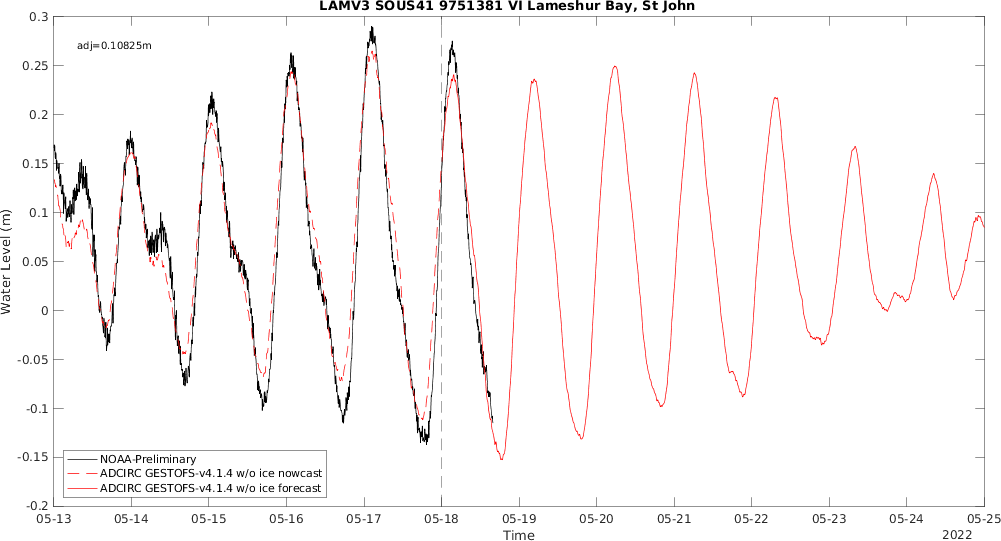 LAMV3 SOUS41 9751381 VI Lameshur Bay, St John
adj=0.10825m
Water Level (m)
0.3
0.25
0.2
0.15
0.1
0.05
0
-0.05
-0.1
-0.15
-0.2
NOAA-Preliminary
ADCIRC GESTOFS-v4.1.4 w/o ice nowcast
ADCIRC GESTOFS-v4.1.4 w/o ice forecast
05-13 05-14 05-15 05-16 05-17 05-18 05-19 05-20 05-21 05-22 05-23 05-24 05-25
Time
2022